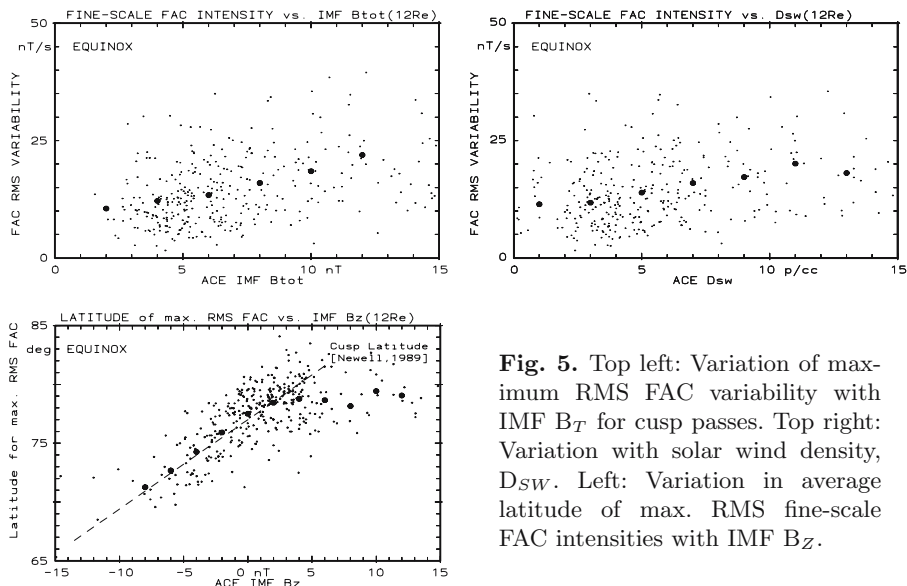 FINE-SCALE FAC INTENSITY vs. IMF Btot(12Re)
50
nT/s
EQUINOX
FAC RMS VARIABILITY
25
0
0 5 10 nT 15
ACE IMF Btot
FINE-SCALE FAC INTENSITY vs. Dsw(12Re)
50
nT/s
EQUINOX
FAC RMS VARIABILITY
25
0
0 5 10 p/cc 15
ACE Dsw
LATITUDE of max. RMS FAC vs. IMF Bz(12Re)
85
deg
EQUINOX
Cusp Latitude
[Newell,1989]
Latitude for max. RMS FAC
75
65
-15 -10 -5 0 nT 5 10 15
ACE IMF Bz
Fig. 5. Top left: Variation of max-
imum RMS FAC variability with
IMF B_T for cusp passes. Top right:
Variation with solar wind density,
D_SW. Left: Variation in average
latitude of max. RMS fine-scale
FAC intensities with IMF B_Z.